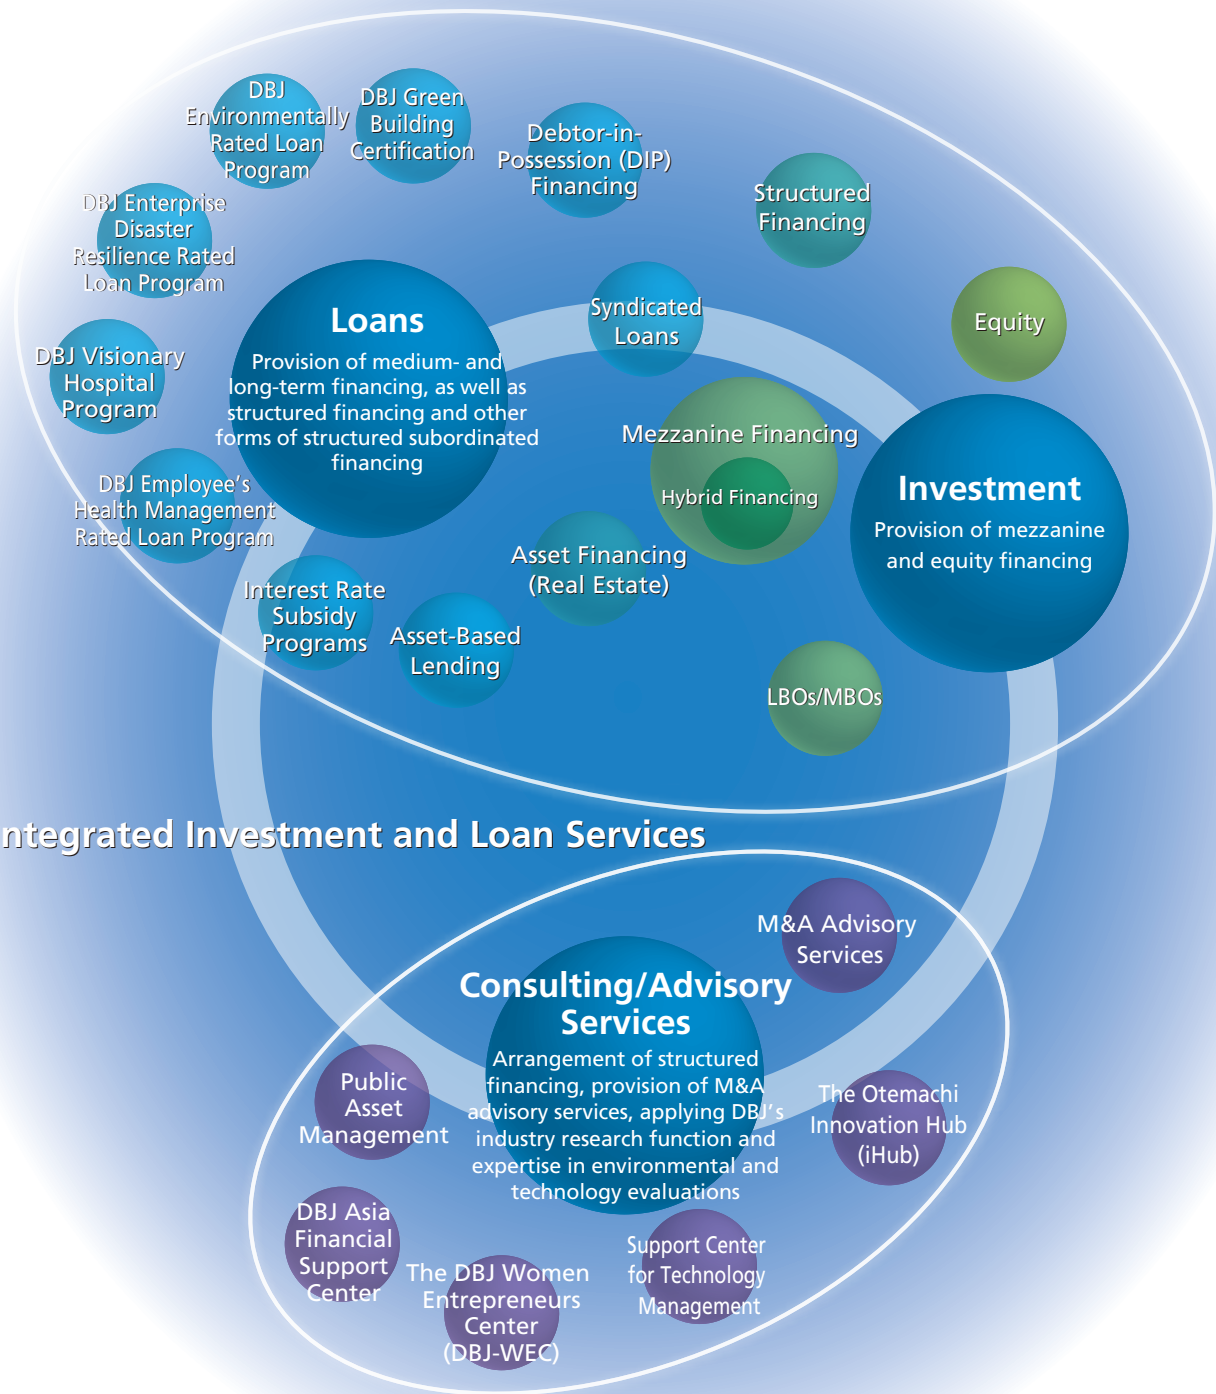 DBJ
Environmentally
Rated Loan
Program
DBJ Green
Building
Certification
Debtor-in-
Possession (DIP)
Financing
Structured
Financing
DBJ Enterprise
Disaster
Resilience Rated
Loan Program
Loans
Provision of medium- and
long-term financing, as well as
structured financing and other
forms of structured subordinated
financing
Syndicated
Loans
Equity
DBJ Visionary
Hospital
Program
Mezzanine Financing
Hybrid Financing
Investment
Provision of mezzanine
and equity financing
DBJ Employee’s
Health Management
Rated Loan Program
Asset Financing
(Real Estate)
Interest Rate
Subsidy
Programs
Asset-Based
Lending
LBOs/MBOs
ntegrated Investment and Loan Services
M&A Advisory
Services
Consulting/Advisory
Services
Arrangement of structured
financing, provision of M&A
advisory services, applying DBJ’s
industry research function and
expertise in environmental and
technology evaluations
Public
Asset
Management
The Otemachi
Innovation Hub
(iHub)
DBJ Asia
Financial
Support
Center
The DBJ Women
Entrepreneurs
Center
(DBJ-WEC)
Support Center
for Technology
Management